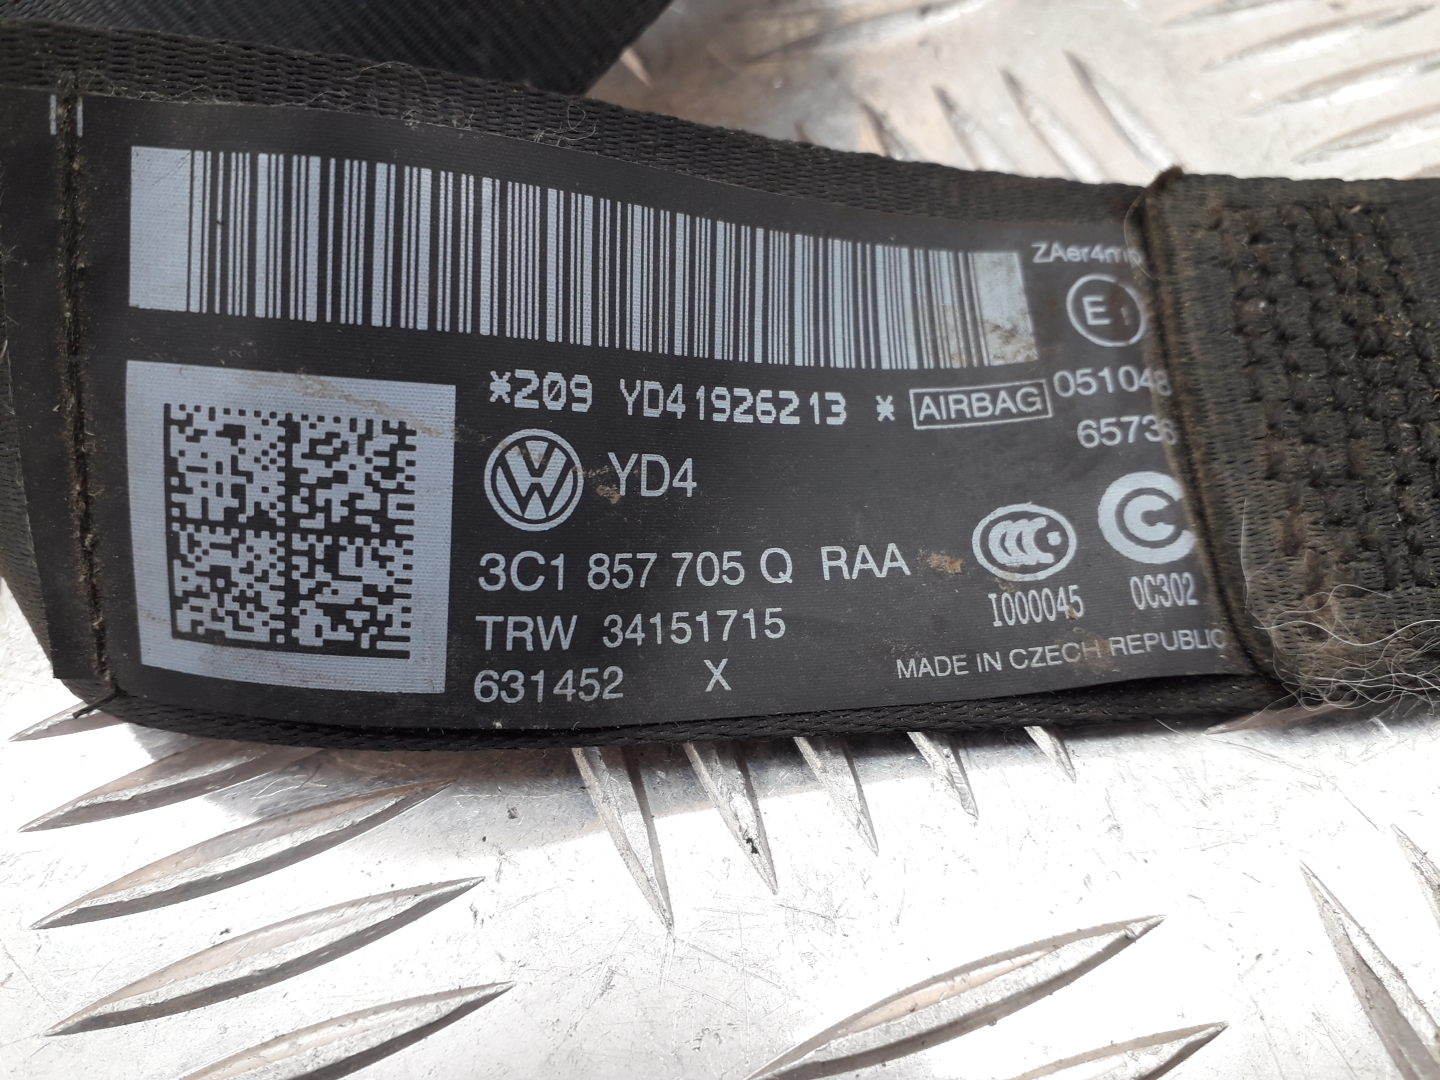 ZAer4mp
E1
*209 YD41926213 * AIRBAG 051048
65736
YD4
3C1 857 705 Q RAA
I000045 0C302
TRW 34151715
631452 X
MADE IN CZECH REPUBLIC